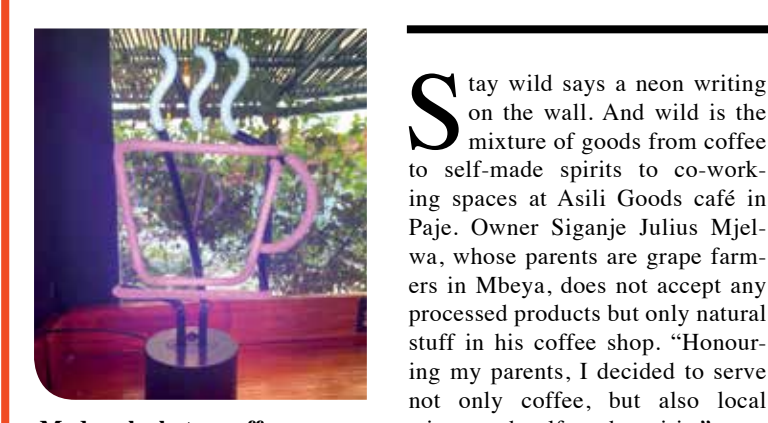 Stay wild says a neon writing
on the wall. And wild is the
mixture of goods from coffee
to self-made spirits to co-work-
ing spaces at Asili Goods café in
Paje. Owner Siganje Julius Mjel-
wa, whose parents are grape farm-
ers in Mbeya, does not accept any
processed products but only natural
stuff in his coffee shop. “Honour-
ing my parents, I decided to serve
not only coffee, but also local